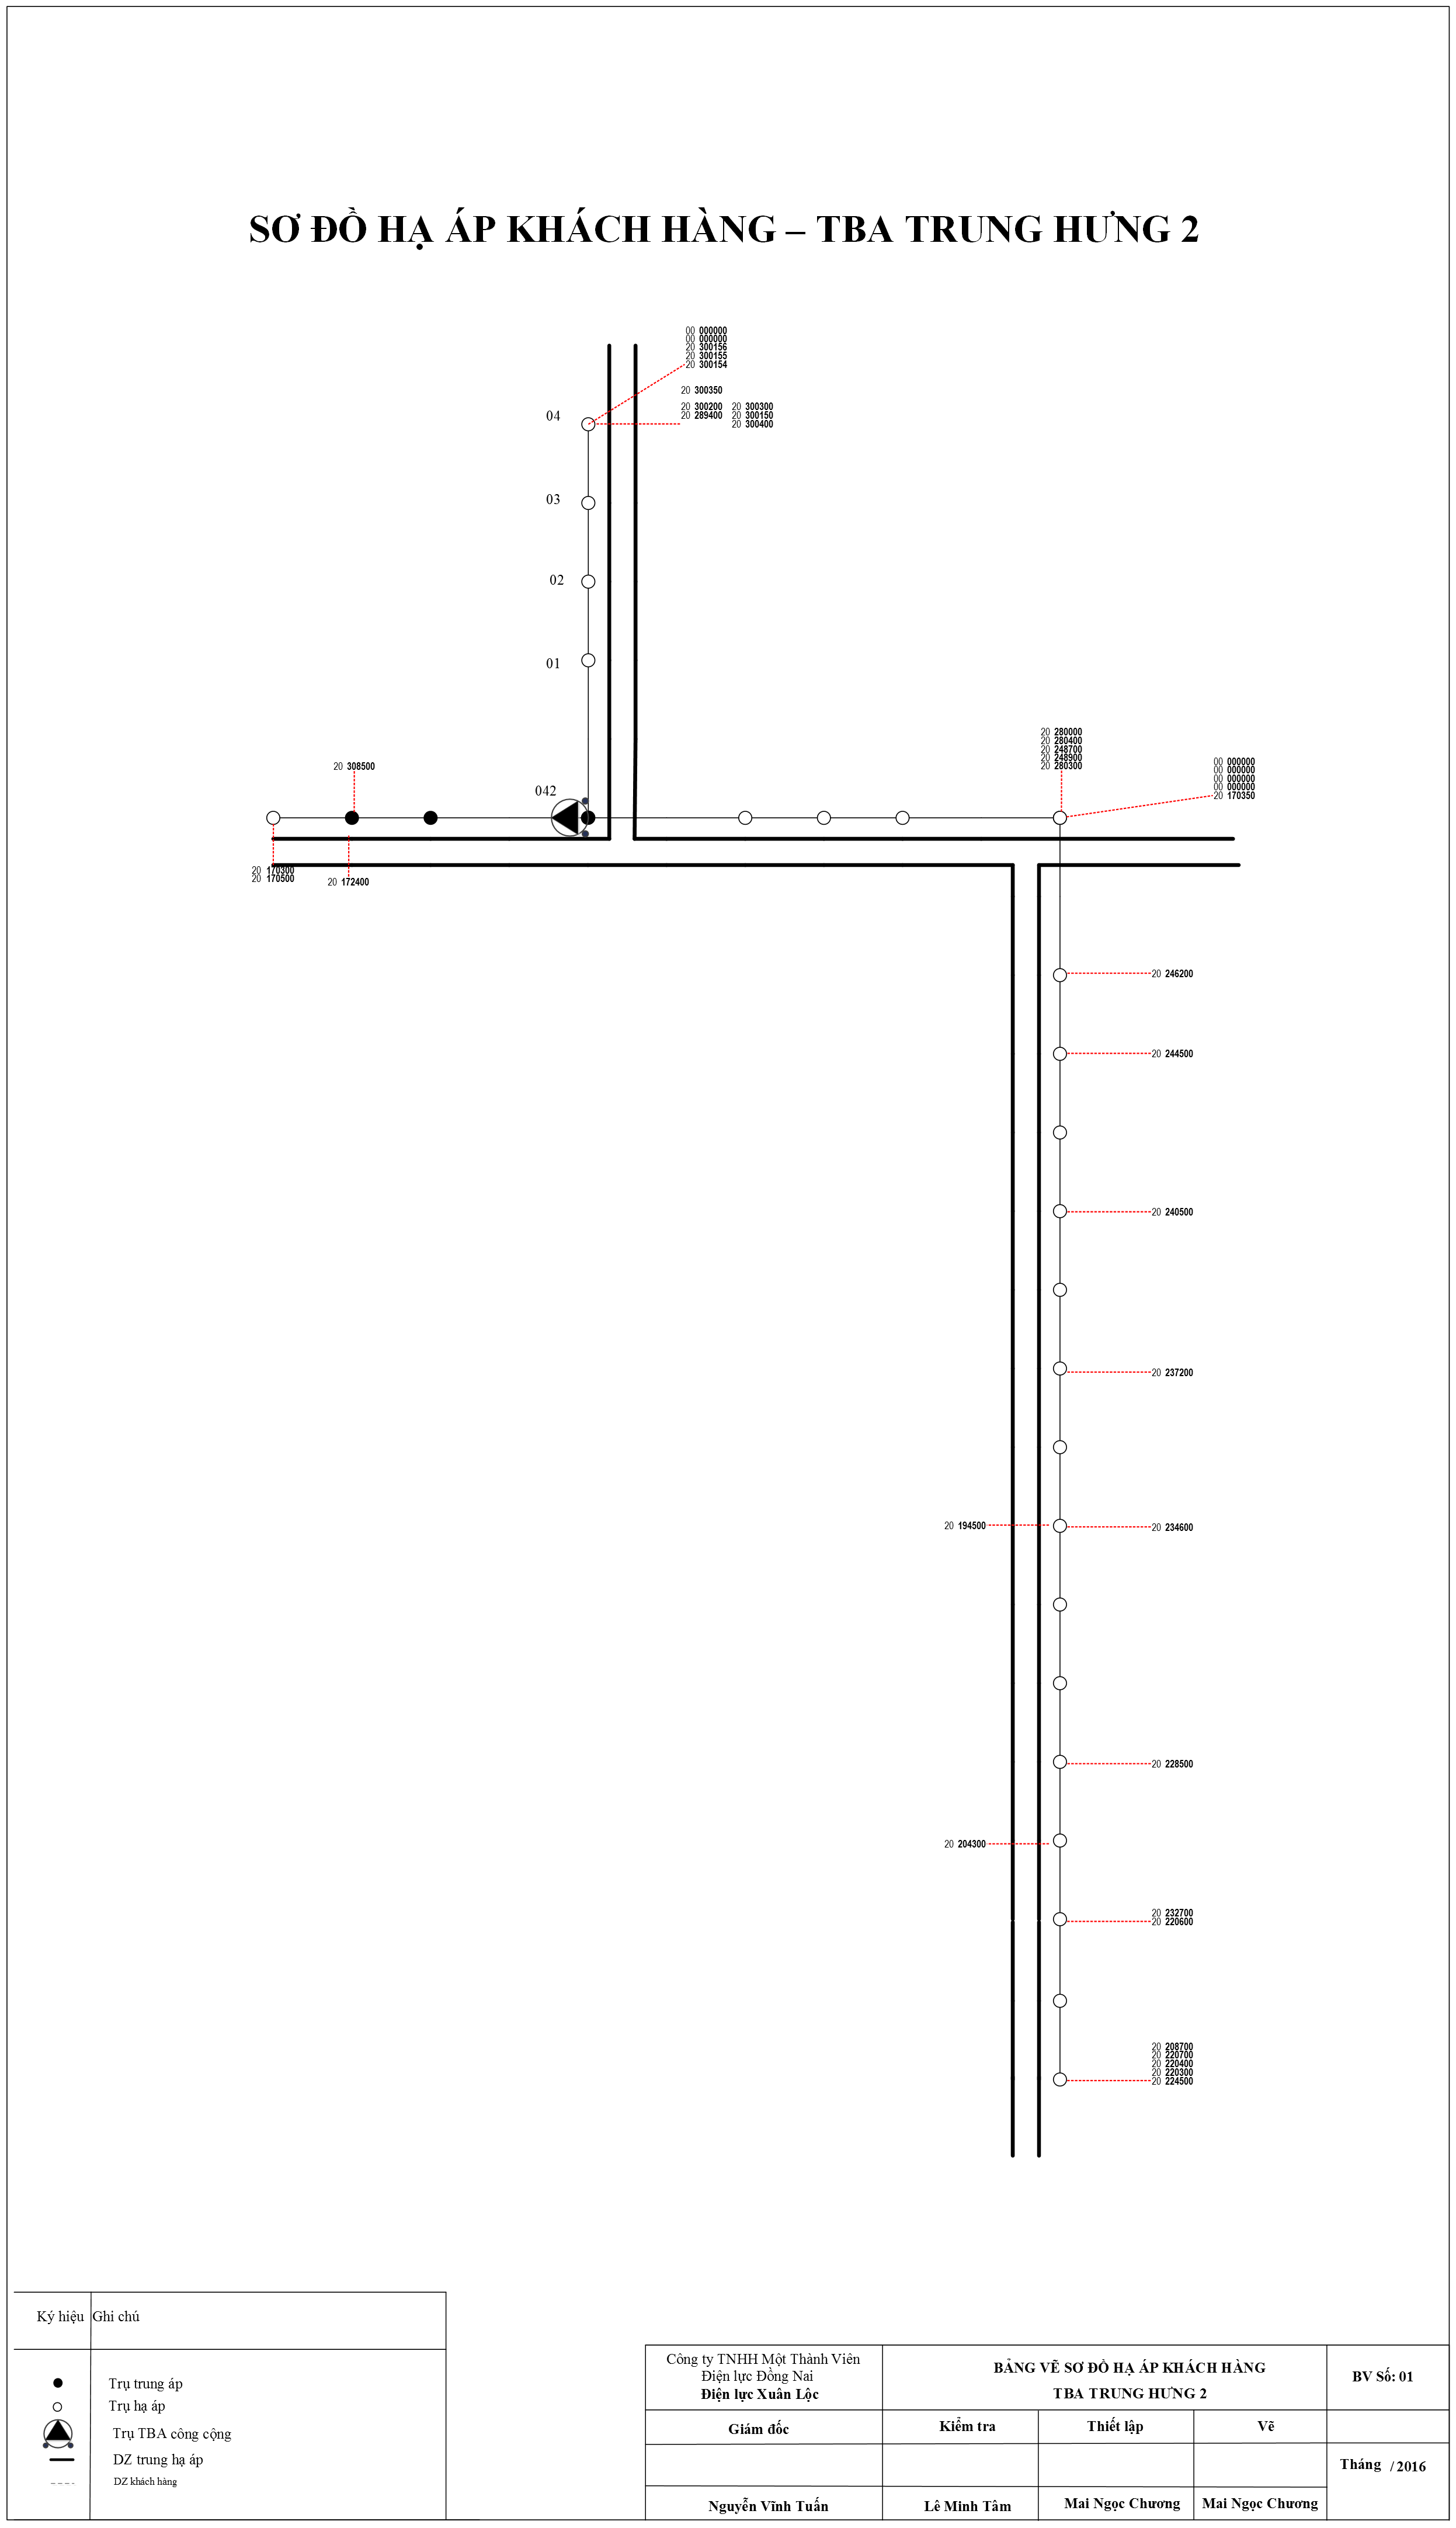 SƠ ĐỒ HẠ ÁP KHÁCH HÀNG – TBA TRUNG HƯNG 2
00 000000
00 000000
20 300156
20 300155
20 300154
20 300350
20 300200 20 300300
20 289400 20 300150
20 300400
04
03
02
01
042
20 308500
20 170300
20 170500
20 172400
20 280000
20 280400
20 248700
20 248900
20 280300
00 000000
00 000000
00 000000
00 000000
20 170350
20 246200
20 244500
20 240500
20 237200
20 194500
20 234600
20 228500
20 204300
20 232700
20 220600
20 208700
20 220700
20 220400
20 220300
20 224500
Ký hiệu Ghi chú
Trụ trung áp
Trụ hạ áp
Trụ TBA công cộng
DZ trung hạ áp
DZ khách hàng
Công ty TNHH Một Thành Viên
Điện lực Đồng Nai
Điện lực Xuân Lộc
BẢNG VẼ SƠ ĐỒ HẠ ÁP KHÁCH HÀNG
TBA TRUNG HƯNG 2
BV Số: 01
Giám đốc Kiểm tra Thiết lập Vẽ
Tháng / 2016
Nguyễn Vĩnh Tuấn Lê Minh Tâm Mai Ngọc Chương Mai Ngọc Chương